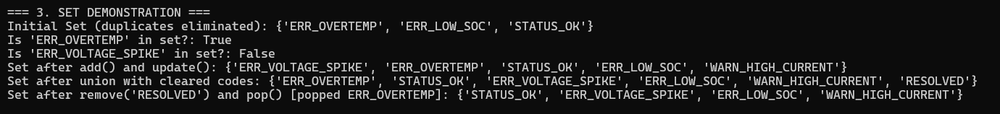 === 3. SET DEMONSTRATION ===
Initial Set (duplicates eliminated): {'ERR_OVERTEMP', 'ERR_LOW_SOC', 'STATUS_OK'}
Is 'ERR_OVERTEMP' in set?: True
Is 'ERR_VOLTAGE_SPIKE' in set?: False
Set after add() and update(): {'ERR_VOLTAGE_SPIKE', 'ERR_OVERTEMP', 'STATUS_OK', 'ERR_LOW_SOC', 'WARN_HIGH_CURRENT'}
Set after union with cleared codes: {'ERR_OVERTEMP', 'STATUS_OK', 'ERR_VOLTAGE_SPIKE', 'ERR_LOW_SOC', 'WARN_HIGH_CURRENT', 'RESOLVED'}
Set after remove('RESOLVED') and pop() [popped ERR_OVERTEMP]: {'STATUS_OK', 'ERR_VOLTAGE_SPIKE', 'ERR_LOW_SOC', 'WARN_HIGH_CURRENT'}